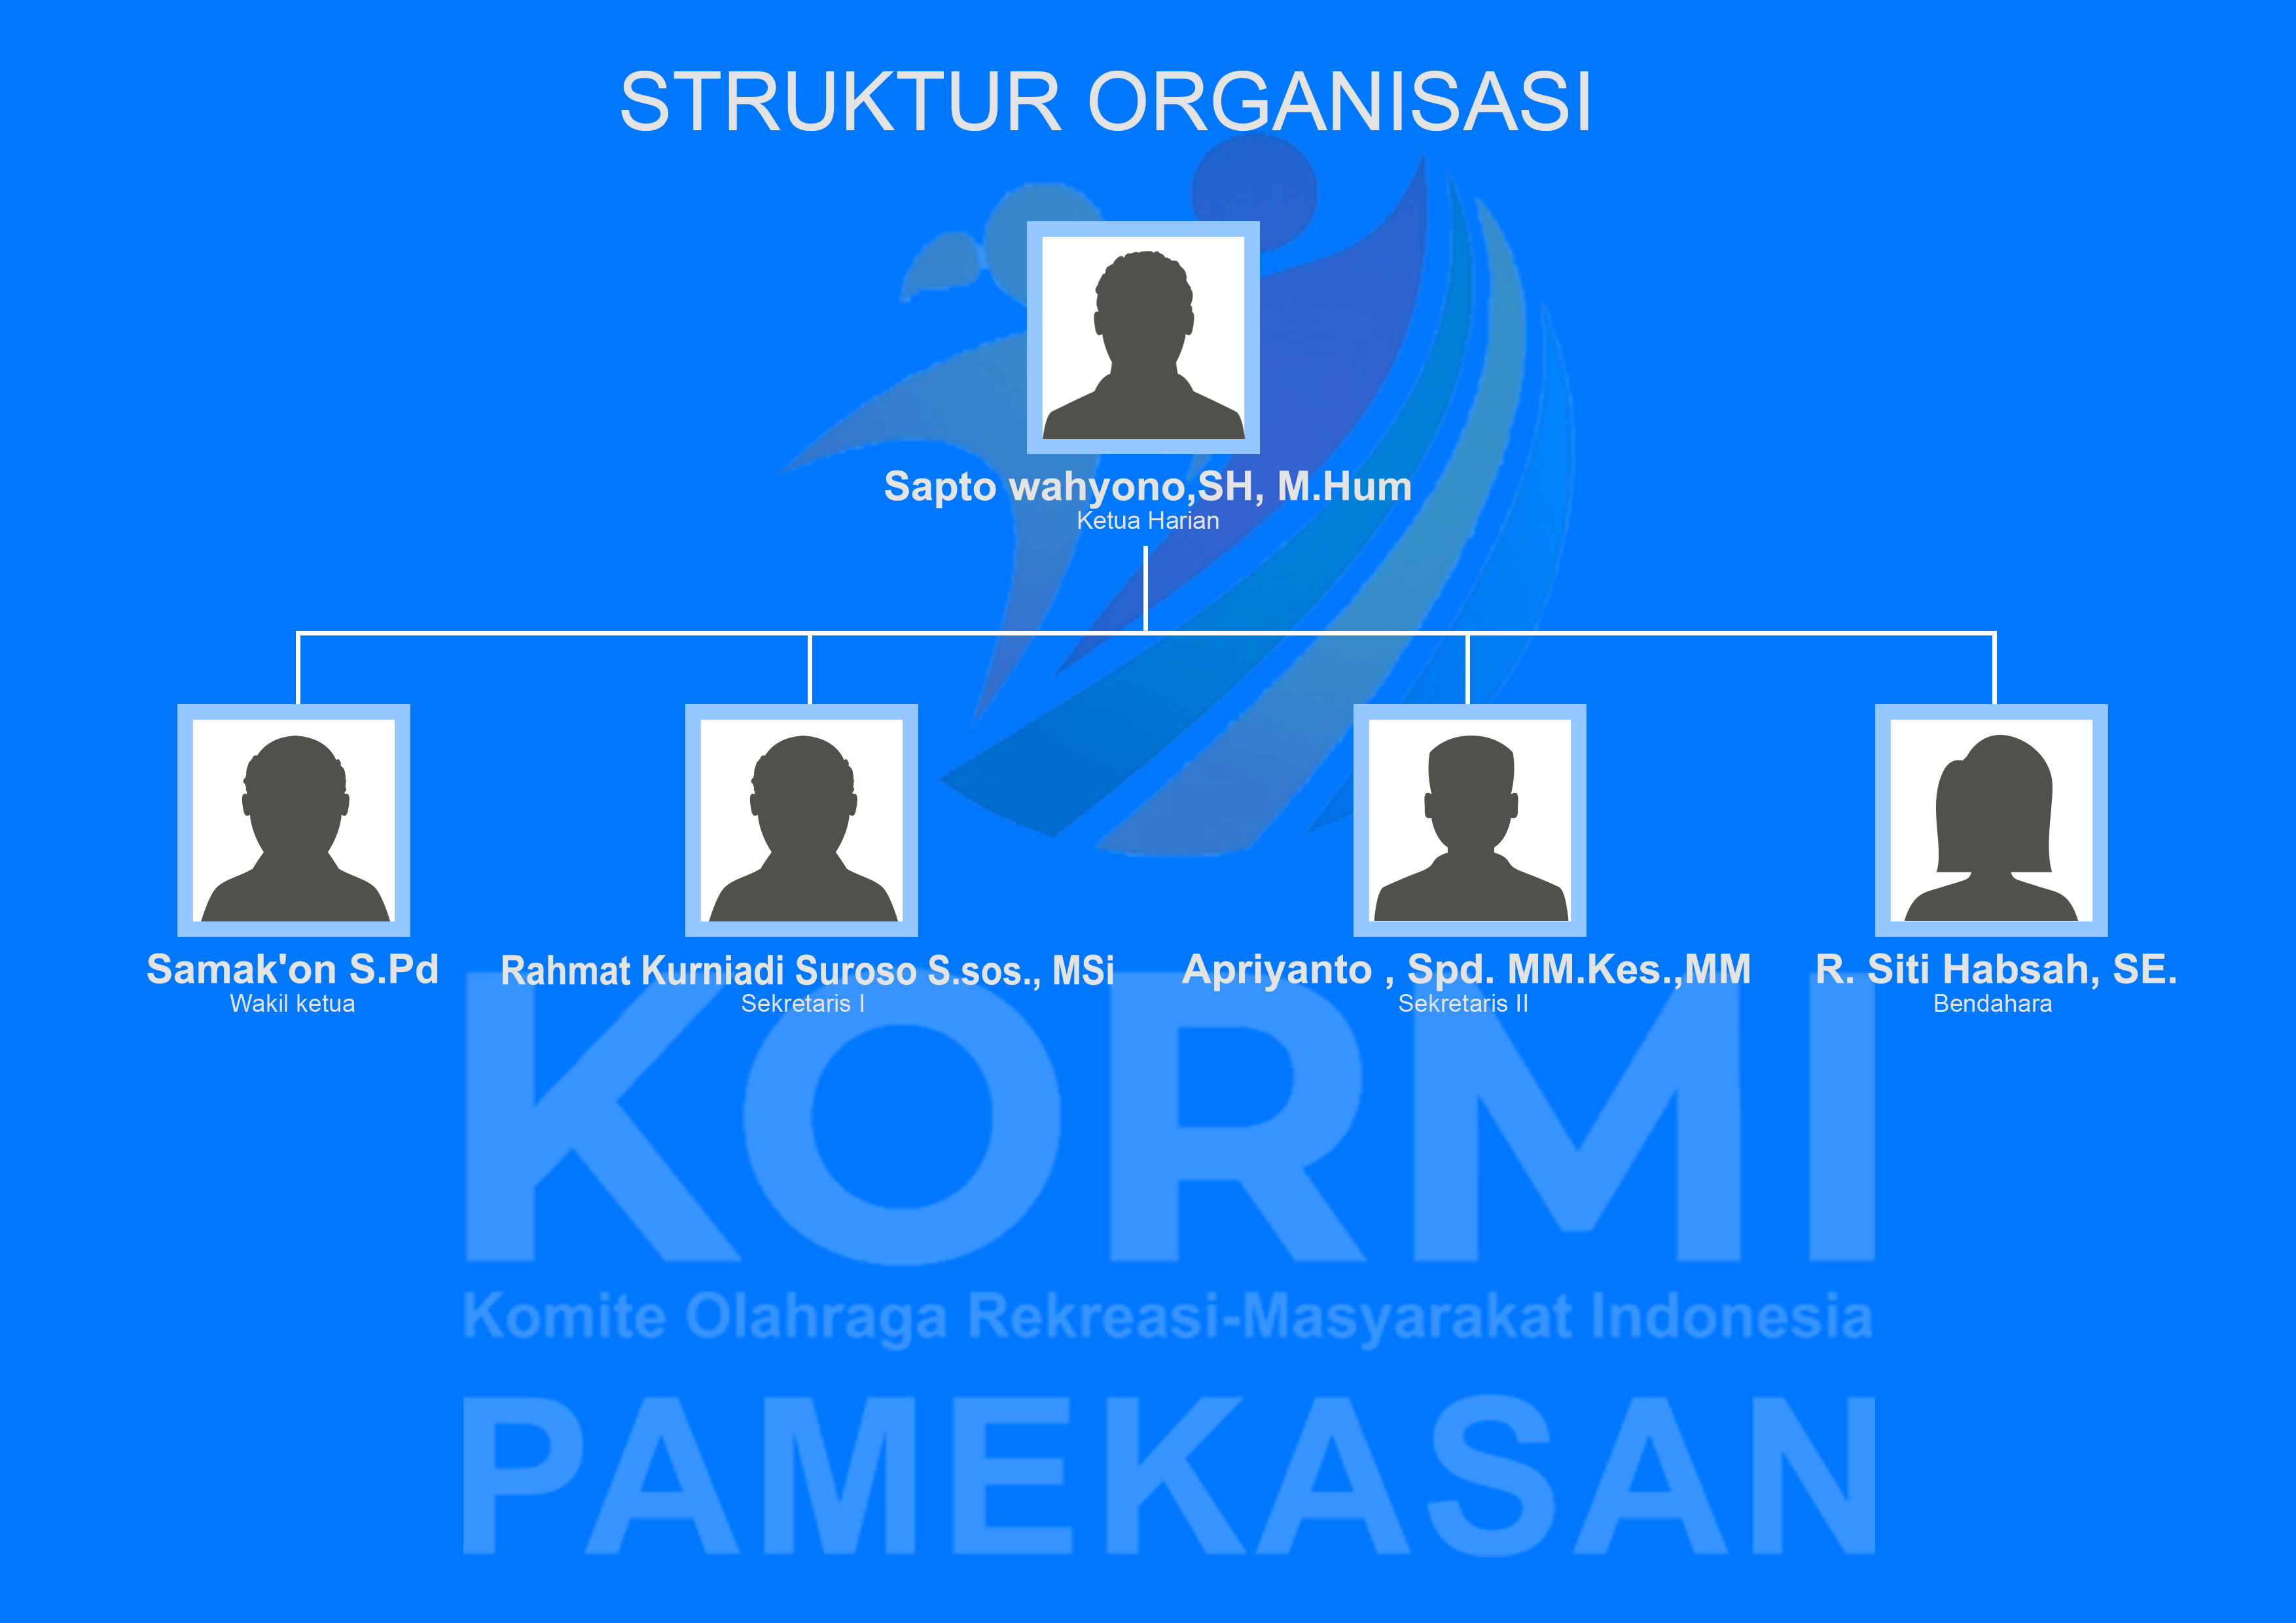 STRUKTUR ORGANISASI
Sapto wahyono,SH, M.Hum
Ketua Harian
Samak'on S.Pd
Wakil ketua
Rahmat Kurniadi Suroso S.sos., MSi
Sekretaris I
Apriyanto , Spd. MM.Kes.,MM
Sekretaris II
R. Siti Habsah, SE.
Bendahara
KORMI
Komite Olahraga Rekreasi-Masyarakat Indonesia
PAMEKASAN